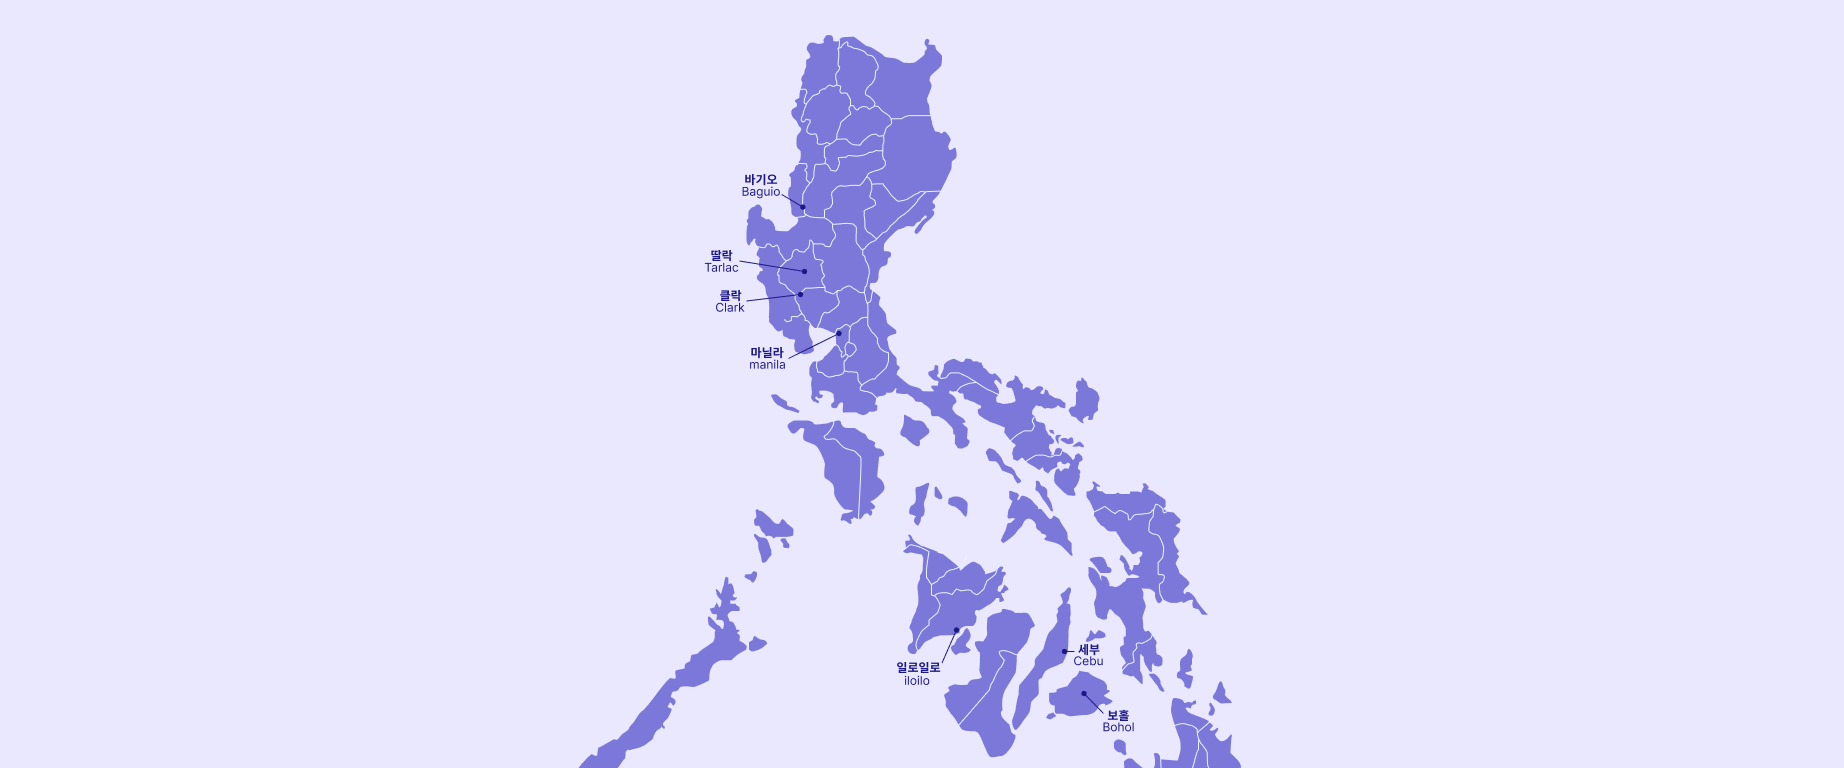 바기오
Baguio
딸락
Tarlac
클락
Clark
마닐라
manila
일로일로
iloilo
세부
Cebu
보홀
Bohol